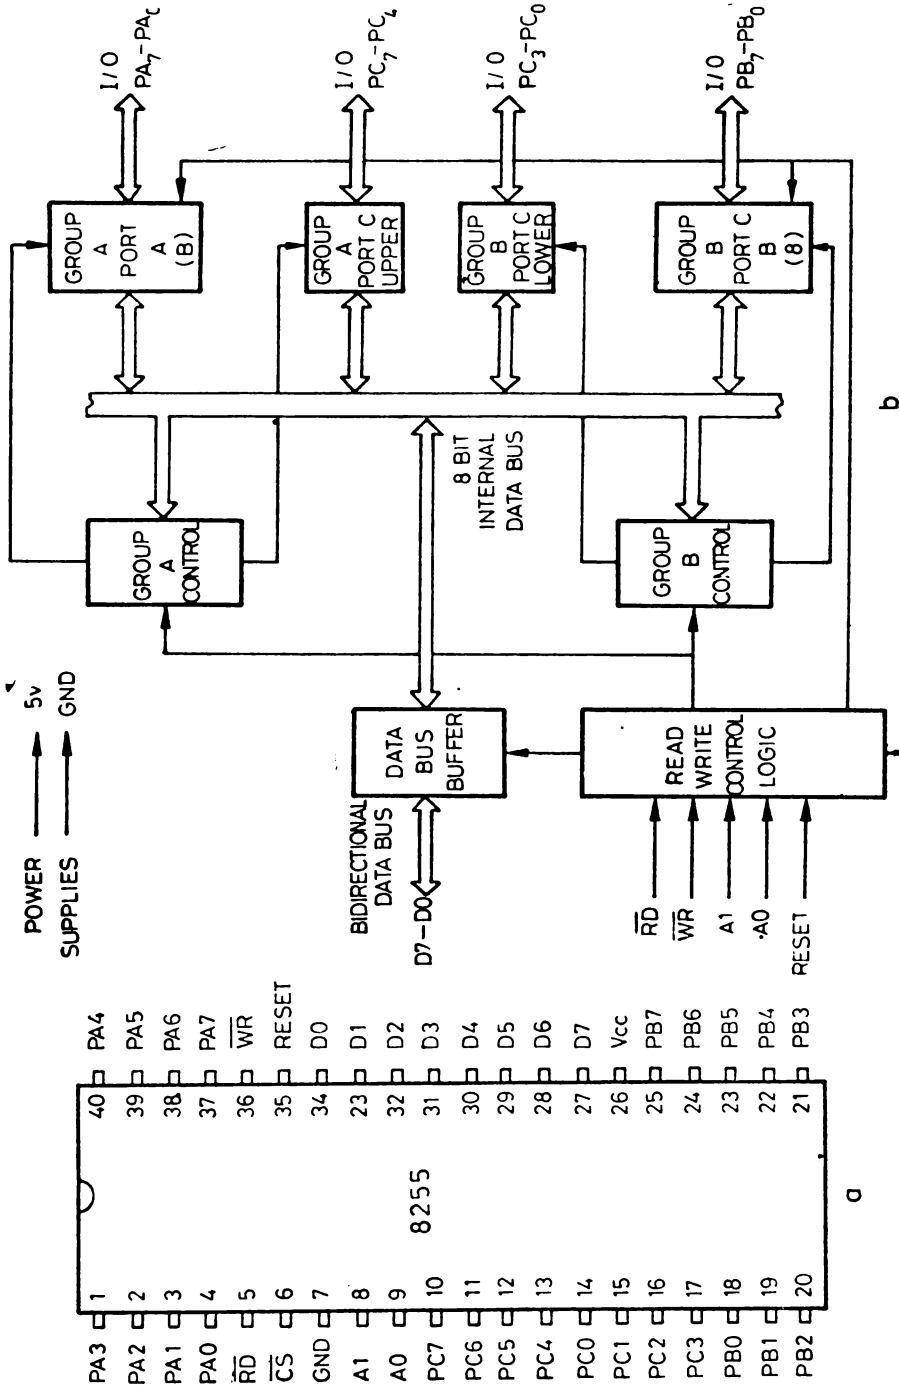 PA3 1
PA2 2
PA1 3
PA0 4
RD 5
CS 6
GND 7
A1 8
A0 9
PC7 10
PC6 11
PC5 12
PC4 13
PC0 14
PC1 15
PC2 16
PC3 17
PB0 18
PB1 19
PB2 20
8255
40 PA4
39 PA5
38 PA6
37 PA7
36 WR
35 RESET
34 D0
23 D1
32 D2
31 D3
30 D4
29 D5
28 D6
27 D7
26 Vcc
25 PB7
24 PB6
23 PB5
22 PB4
21 PB3
a
POWER
SUPPLIES
5v
GND
BIDIRECTIONAL
DATA BUS
D7-D0
RD
WR
A1
A0
RESET
DATA
BUS
BUFFER
READ
WRITE
CONTROL
LOGIC
GROUP
A
CONTROL
GROUP
B
CONTROL
8 BIT
INTERNAL
DATA BUS
GROUP
A
PORT
A
(B)
GROUP
A
PORT C
UPPER
GROUP
B
PORT C
LOWER
GROUP
B
PORT C
B
(8)
I/O
PA7-PAC
I/O
PC7-PC4
I/O
PC3-PC0
I/O
PB7-PB0
b